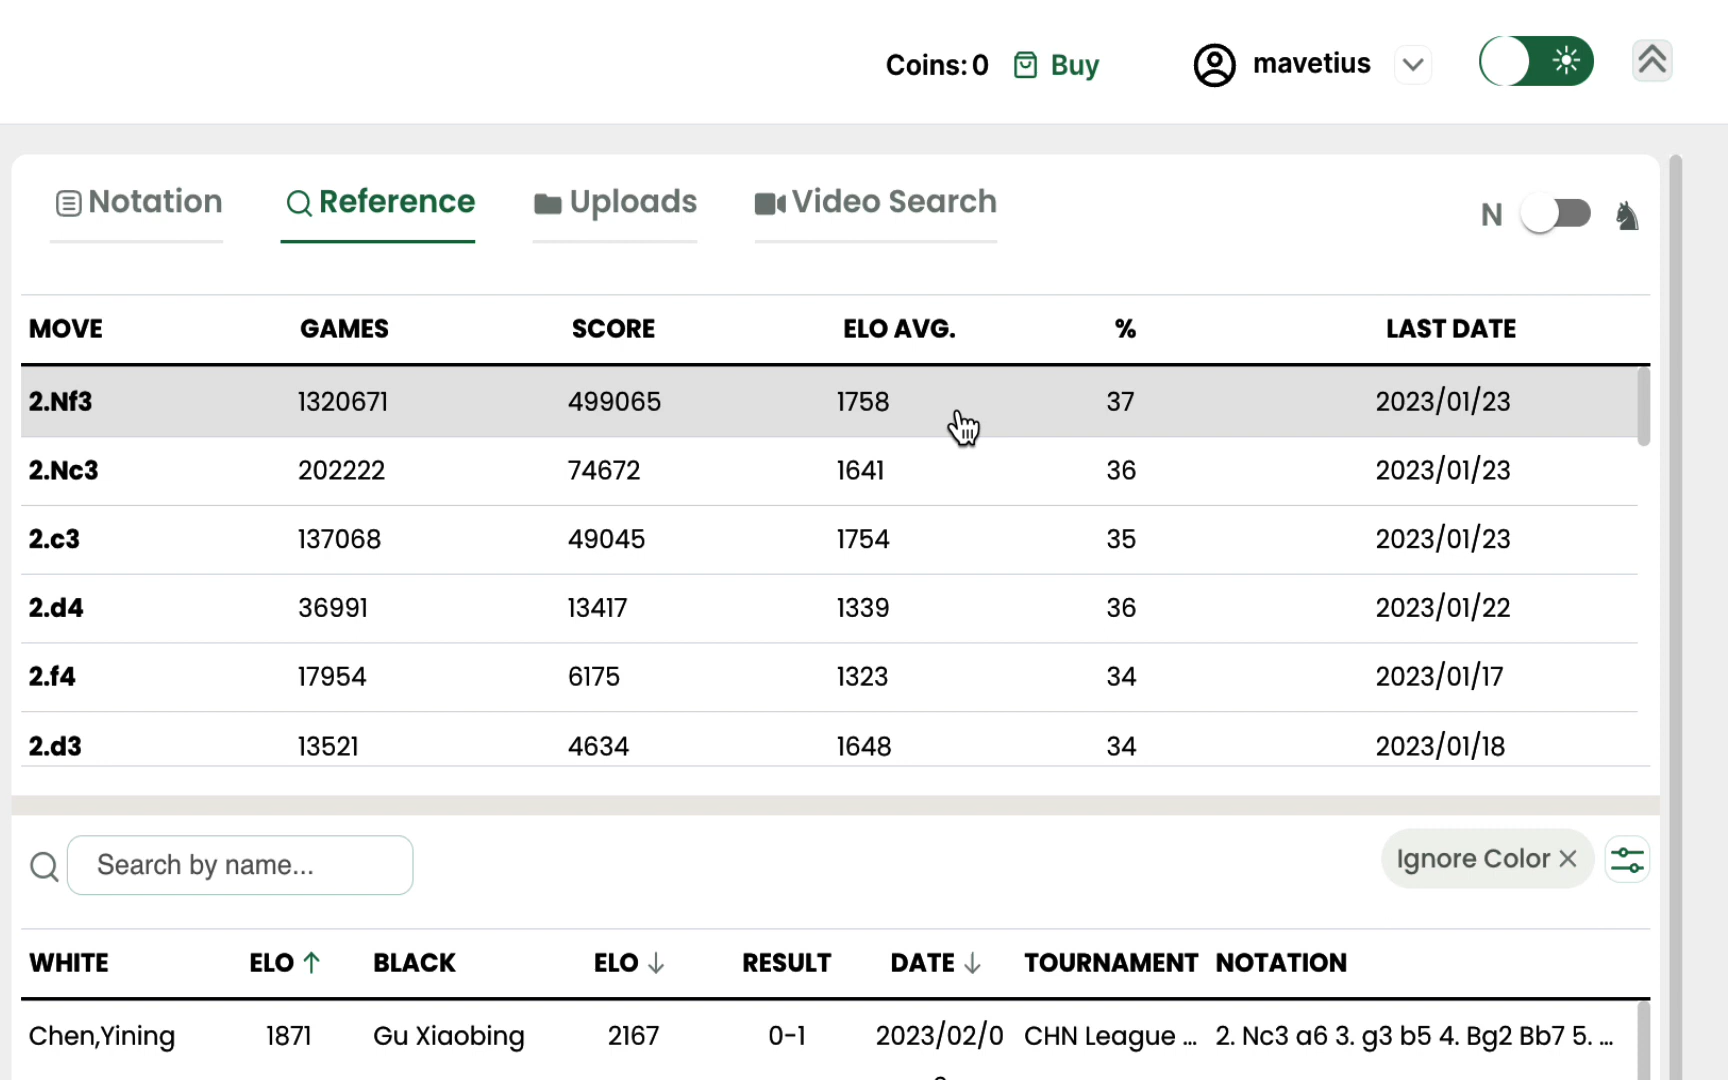 Coins: 0 Buy mavetius
Notation Reference Uploads Video Search N
MOVE GAMES SCORE ELO AVG. % LAST DATE
2.Nf3 1320671 499065 1758 37 2023/01/23
2.Nc3 202222 74672 1641 36 2023/01/23
2.c3 137068 49045 1754 35 2023/01/23
2.d4 36991 13417 1339 36 2023/01/22
2.f4 17954 6175 1323 34 2023/01/17
2.d3 13521 4634 1648 34 2023/01/18
Search by name... Ignore Color ×
WHITE ELO ↑ BLACK ELO ↓ RESULT DATE ↓ TOURNAMENT NOTATION
Chen,Yining 1871 Gu Xiaobing 2167 0-1 2023/02/0 CHN League ... 2. Nc3 a6 3. g3 b5 4. Bg2 Bb7 5. ...